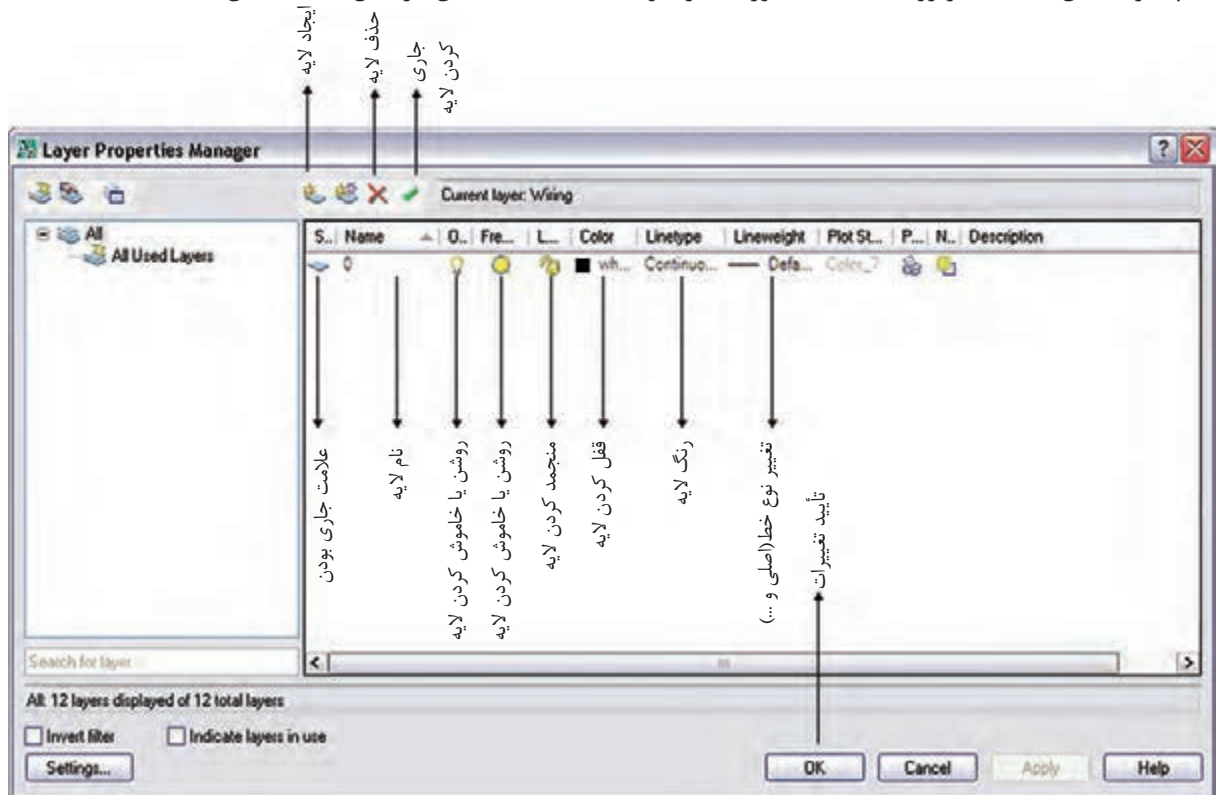 ایجاد لایه
حذف لایه
جاری
کردن لایه
Layer Properties Manager
Current layer: Wiring
All
All Used Layers
S... Name O... Fre... L... Color Linetype Lineweight Plot St... P... N... Description
0 wh... Continuo... Defa... Color_7
علامت جاری بودن
نام لایه
روشن یا خاموش کردن لایه
روشن یا خاموش کردن لایه
منجمد کردن لایه
قفل کردن لایه
رنگ لایه
تغییر نوع خط(اصلی و ...)
تأیید تغییرات
Search for layer
All: 12 layers displayed of 12 total layers
Invert filter Indicate layers in use
Settings... OK Cancel Apply Help